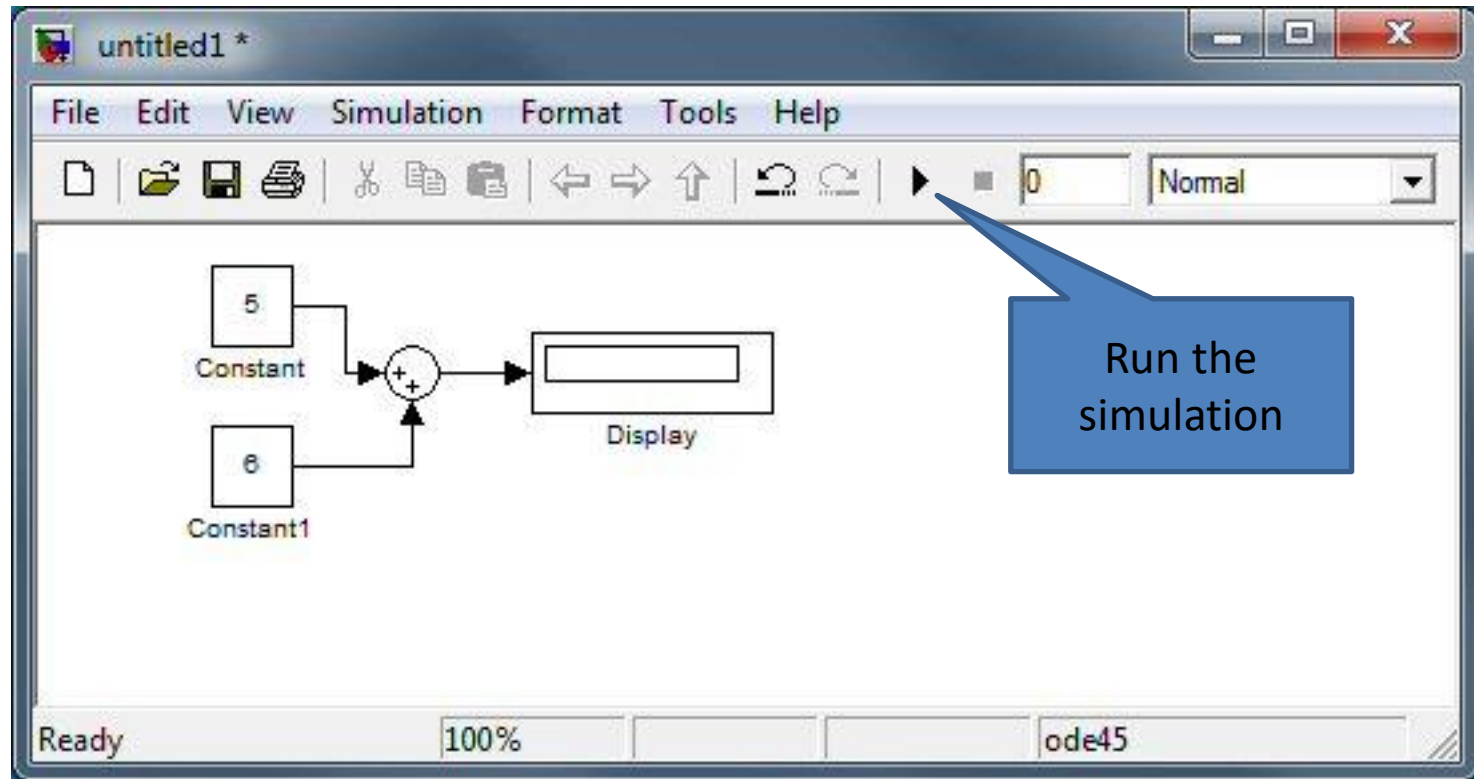 untitled1 *
File Edit View Simulation Format Tools Help
0 Normal
5
Constant
+
+
Display
6
Constant1
Run the
simulation
Ready 100% ode45